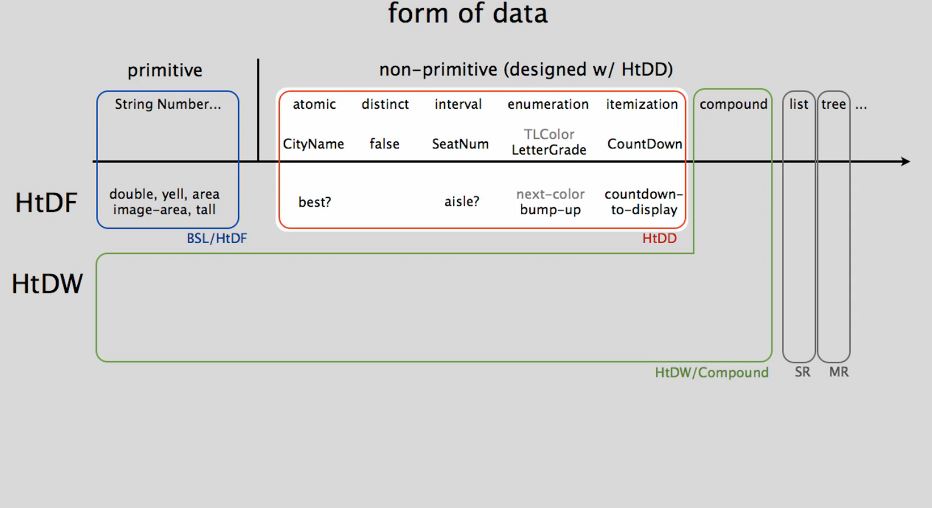 form of data
primitive
non-primitive (designed w/ HtDD)
String Number...
atomic distinct interval enumeration itemization compound list tree ...
TLColor
CityName false SeatNum LetterGrade CountDown
HtDF
double, yell, area
image-area, tall
best?
aisle?
next-color
bump-up
countdown-
to-display
BSL/HtDF
HtDD
HtDW
HtDW/Compound
SR
MR